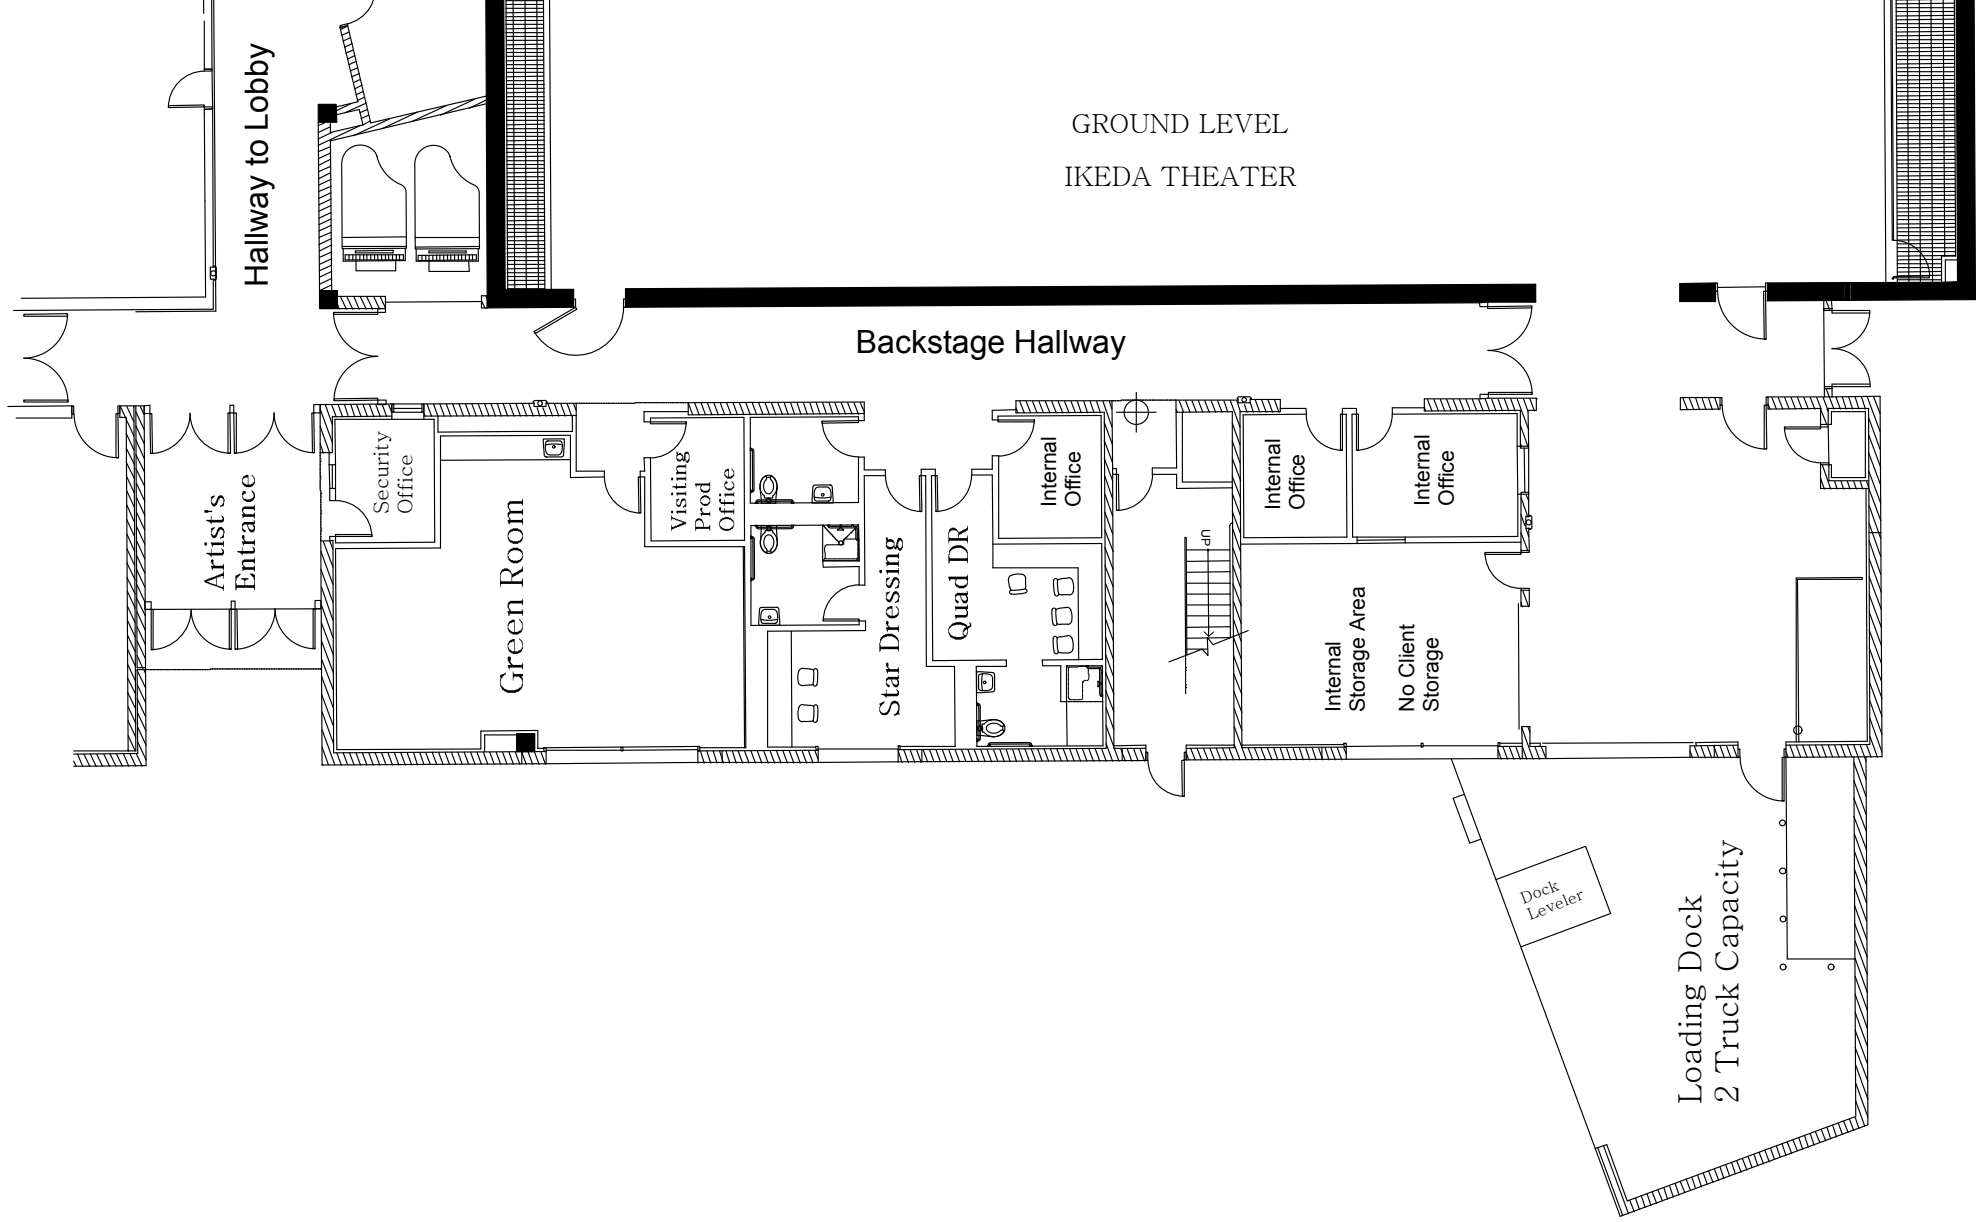 GROUND LEVEL
IKEDA THEATER
Hallway to Lobby
Backstage Hallway
Artist's
Entrance
Security
Office
Green Room
Visiting
Prod
Office
Star Dressing
Quad DR
Internal
Office
UP
Internal
Office
Internal
Office
Internal
Storage Area
No Client
Storage
Dock
Leveler
Loading Dock
2 Truck Capacity